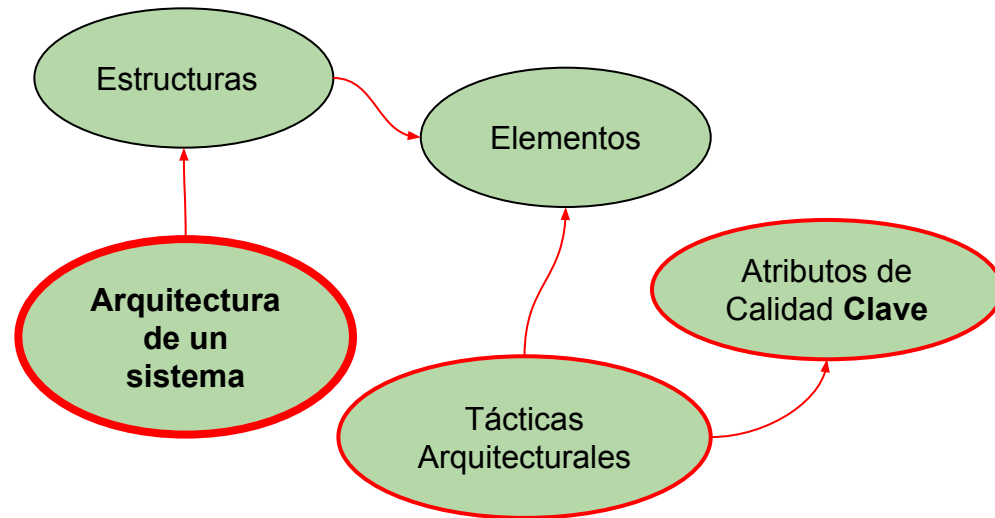 Estructuras
Elementos
Arquitectura
de un
sistema
Atributos de
Calidad Clave
Tácticas
Arquitecturales